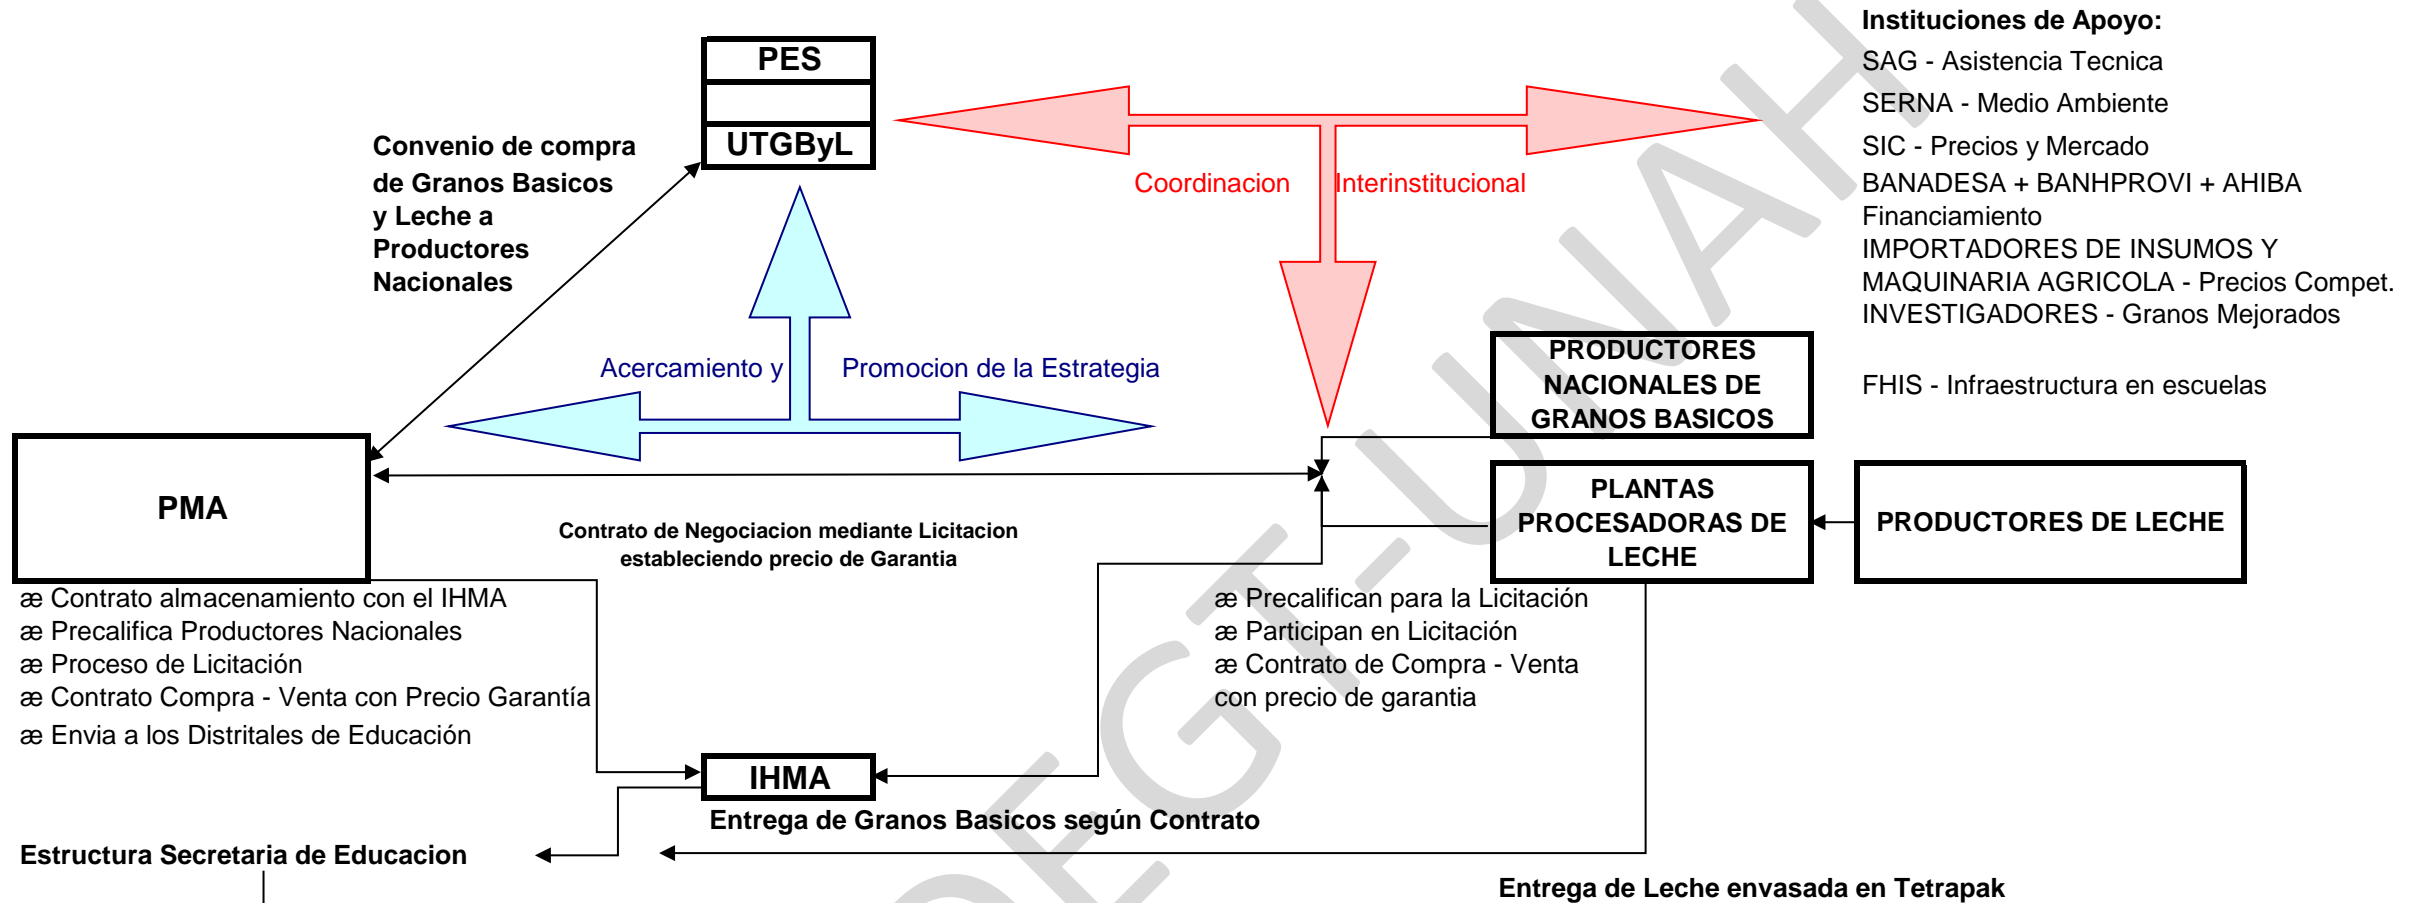 Instituciones de Apoyo:
SAG - Asistencia Tecnica
SERNA - Medio Ambiente
SIC - Precios y Mercado
BANADESA + BANHPROVI + AHIBA
Financiamiento
IMPORTADORES DE INSUMOS Y
MAQUINARIA AGRICOLA - Precios Compet.
INVESTIGADORES - Granos Mejorados
FHIS - Infraestructura en escuelas
PES
UTGByL
Convenio de compra
de Granos Basicos
y Leche a
Productores
Nacionales
Coordinacion Interinstitucional
Acercamiento y Promocion de la Estrategia
PRODUCTORES
NACIONALES DE
GRANOS BASICOS
PMA
Contrato de Negociacion mediante Licitacion
estableciendo precio de Garantia
PLANTAS
PROCESADORAS DE
LECHE
PRODUCTORES DE LECHE
æ Contrato almacenamiento con el IHMA
æ Precalifica Productores Nacionales
æ Proceso de Licitación
æ Contrato Compra - Venta con Precio Garantía
æ Envia a los Distritales de Educación
æ Precalifican para la Licitación
æ Participan en Licitación
æ Contrato de Compra - Venta
con precio de garantia
IHMA
Entrega de Granos Basicos según Contrato
Estructura Secretaria de Educacion
Entrega de Leche envasada en Tetrapak
DEGT-UNAH